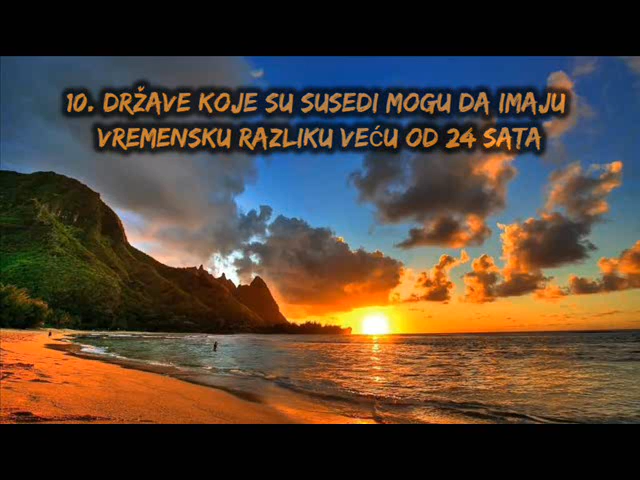 10. DRŽAVE KOJE SU SUSEDI MOGU DA IMAJU
VREMENSKU RAZLIKU VEĆU OD 24 SATA